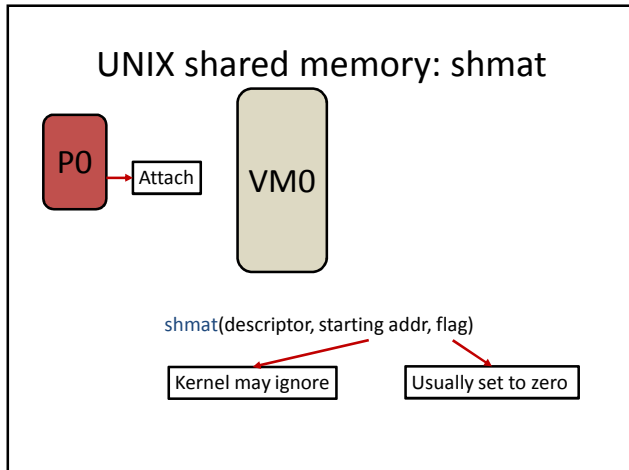 UNIX shared memory: shmat
P0
Attach
VM0
shmat(descriptor, starting addr, flag)
Kernel may ignore
Usually set to zero